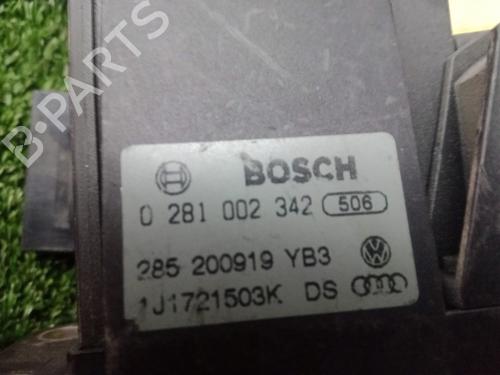 BOSCH
0 281 002 342 506
285 200919 YB3
1J1721503K DS
B-PARTS